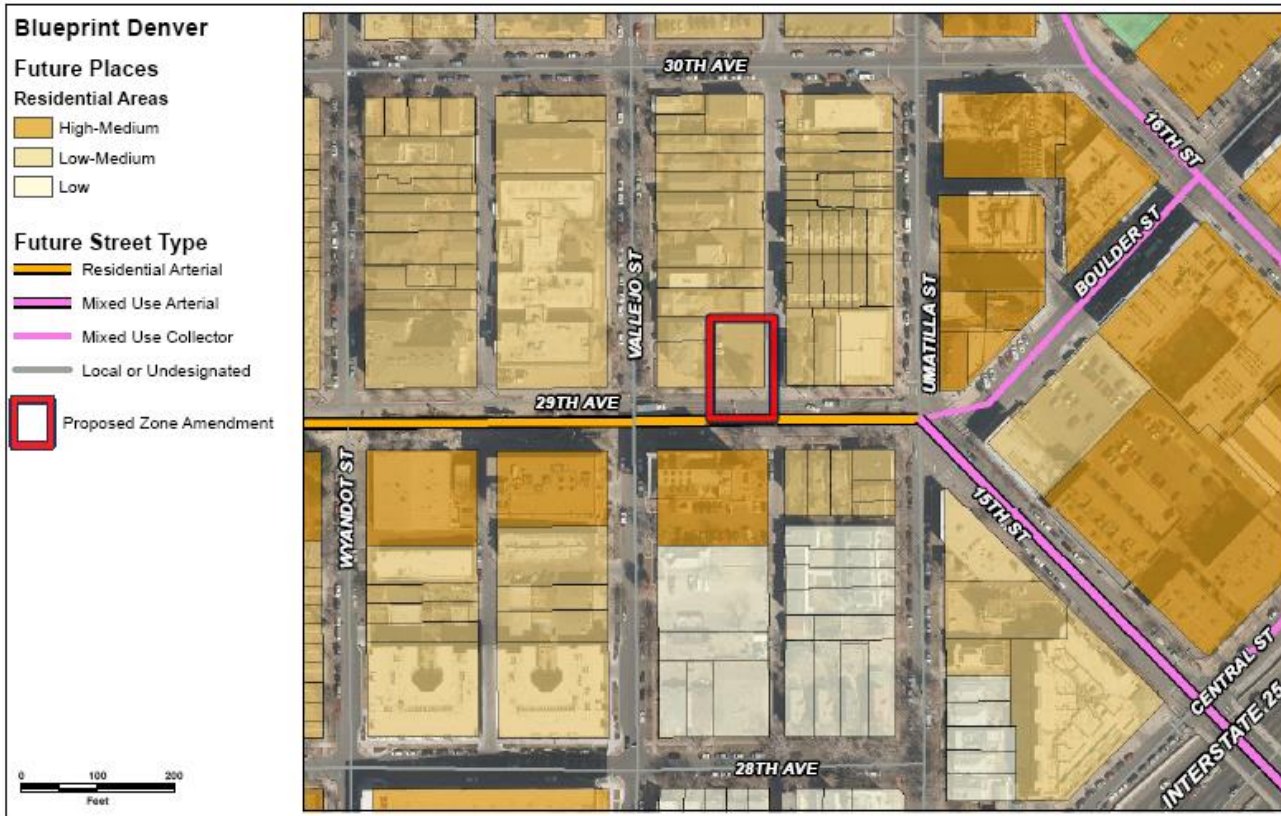 Blueprint Denver
Future Places
Residential Areas
High-Medium
Low-Medium
Low
Future Street Type
Residential Arterial
Mixed Use Arterial
Mixed Use Collector
Local or Undesignated
Proposed Zone Amendment
0 100 200
Feet
30TH AVE
16TH ST
BOULDER ST
VALLEJO ST
UMATILLA ST
29TH AVE
WYANDOT ST
15TH ST
CENTRAL ST
INTERSTATE 25
28TH AVE